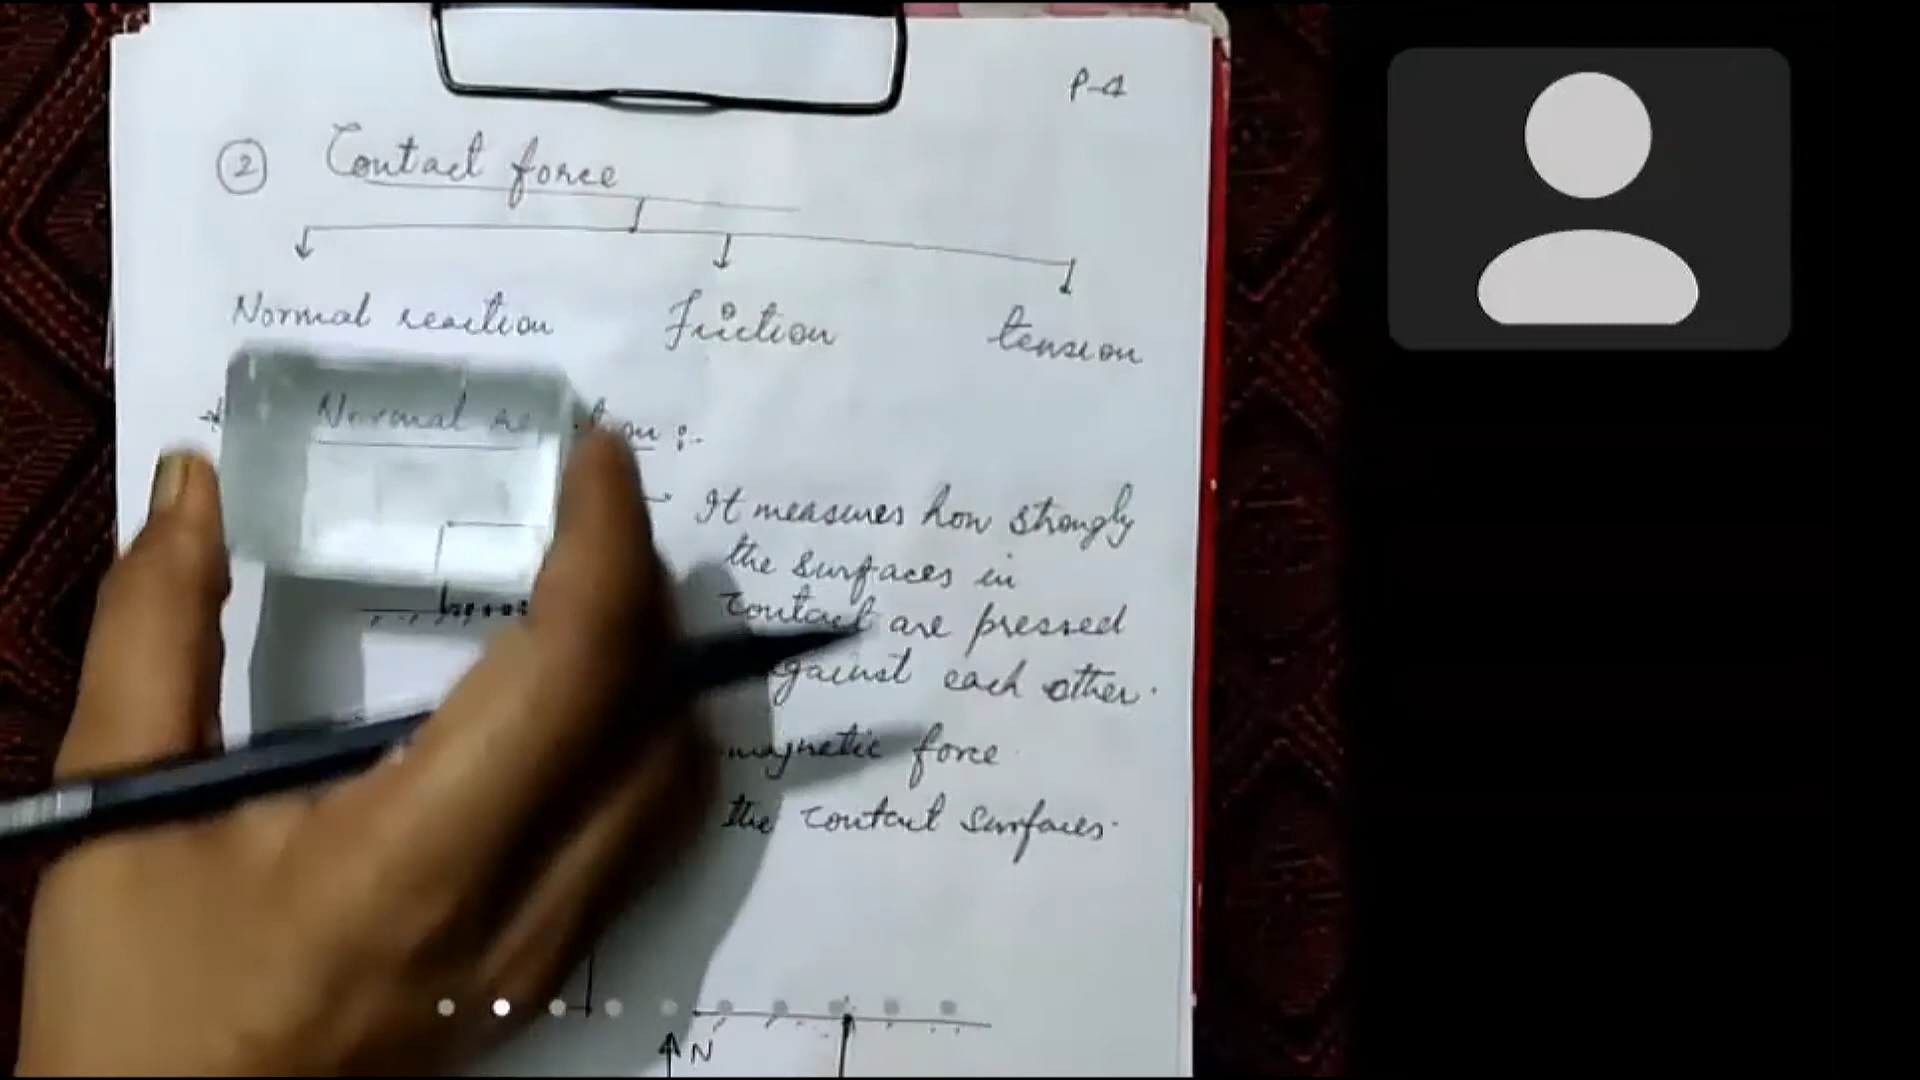 P-4
② Contact force
Normal reaction Friction tension
Normal reaction :-
It measures how strongly
the surfaces in
contact are pressed
against each other.
magnetic force
the contact surfaces.
N